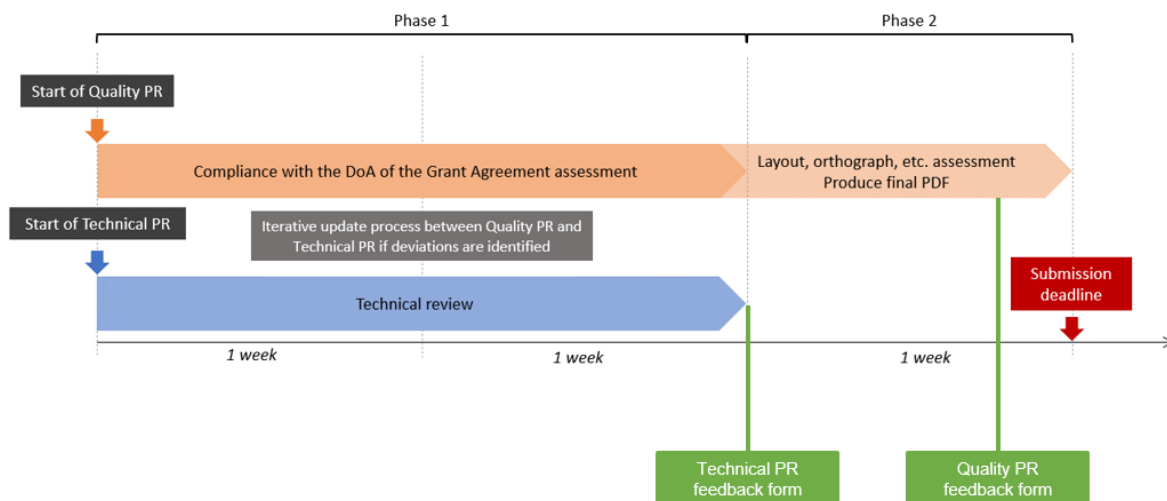 Phase 1
Phase 2
Start of Quality PR
Compliance with the DoA of the Grant Agreement assessment
Layout, orthograph, etc. assessment
Produce final PDF
Start of Technical PR
Iterative update process between Quality PR and
Technical PR if deviations are identified
Technical review
Submission
deadline
1 week
1 week
1 week
Technical PR
feedback form
Quality PR
feedback form